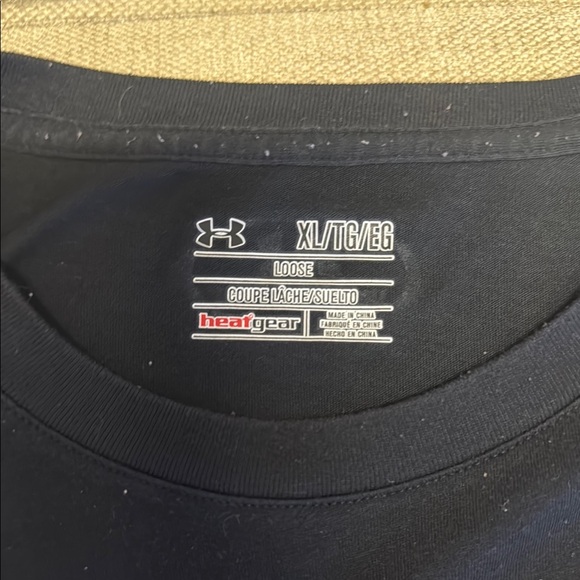 XL/TG/EG
LOOSE
COUPE LÂCHE/SUELTO
heatgear
MADE IN CHINA
FABRIQUÉ EN CHINE
HECHO EN CHINA